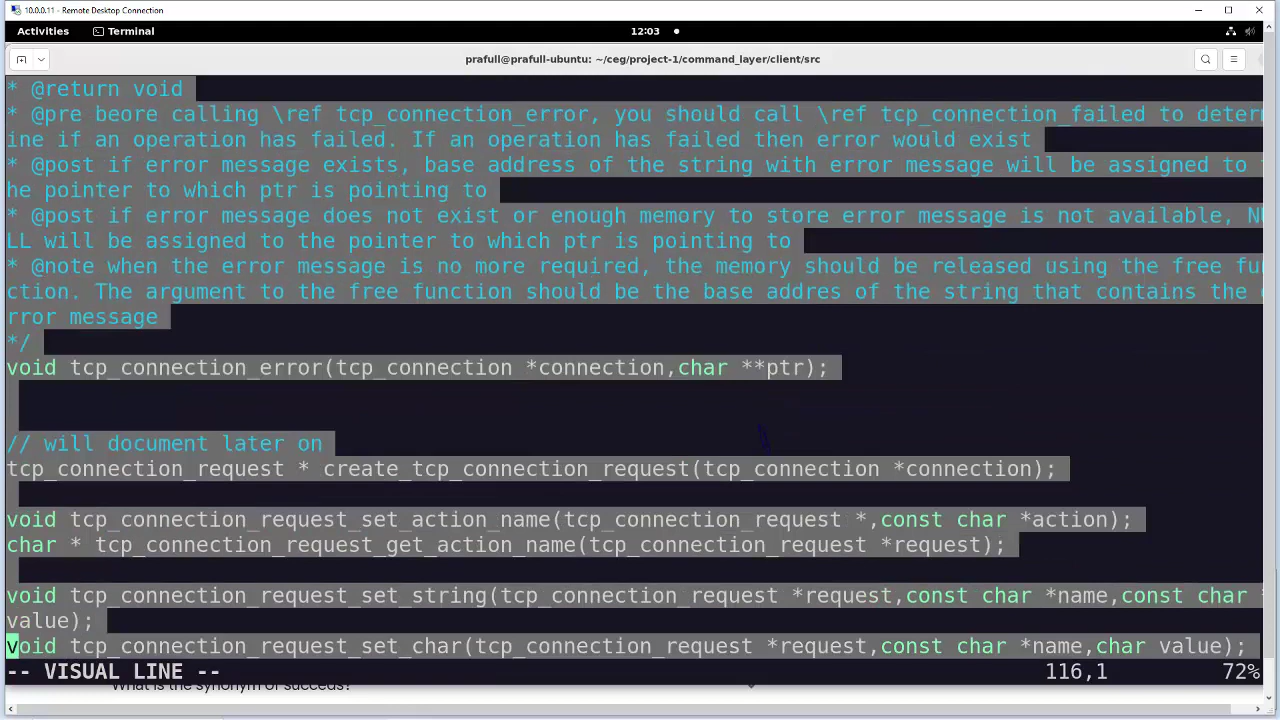 10.0.0.11 - Remote Desktop Connection
Activities
Terminal
12:03
prafull@prafull-ubuntu: ~/ceg/project-1/command_layer/client/src
* @return void
* @pre beore calling \ref tcp_connection_error, you should call \ref tcp_connection_failed to determ
ine if an operation has failed. If an operation has failed then error would exist
* @post if error message exists, base address of the string with error message will be assigned to t
he pointer to which ptr is pointing to
* @post if error message does not exist or enough memory to store error message is not available, NU
LL will be assigned to the pointer to which ptr is pointing to
* @note when the error message is no more required, the memory should be released using the free fun
ction. The argument to the free function should be the base addres of the string that contains the e
rror message
*/
void tcp_connection_error(tcp_connection *connection,char **ptr);
// will document later on
tcp_connection_request * create_tcp_connection_request(tcp_connection *connection);
void tcp_connection_request_set_action_name(tcp_connection_request *,const char *action);
char * tcp_connection_request_get_action_name(tcp_connection_request *request);
void tcp_connection_request_set_string(tcp_connection_request *request,const char *name,const char *
value);
void tcp_connection_request_set_char(tcp_connection_request *request,const char *name,char value);
-- VISUAL LINE --
116,1
72%
What is the synonym of succeds?